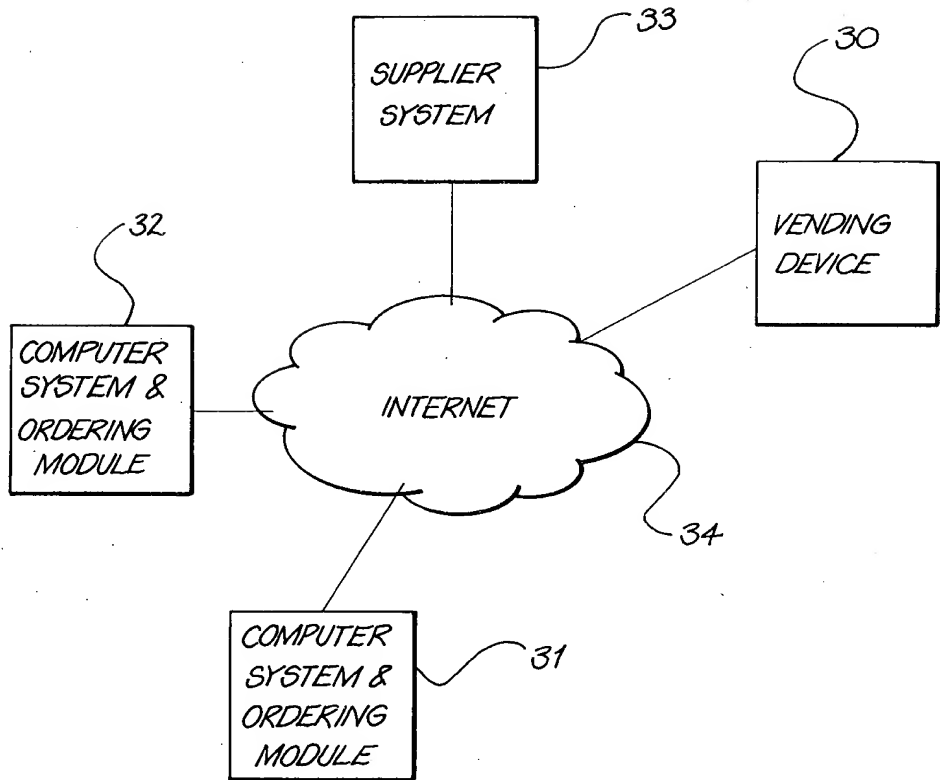 33
SUPPLIER
SYSTEM
30
VENDING
DEVICE
32
COMPUTER
SYSTEM &
ORDERING
MODULE
INTERNET
34
COMPUTER
SYSTEM &
ORDERING
MODULE
31